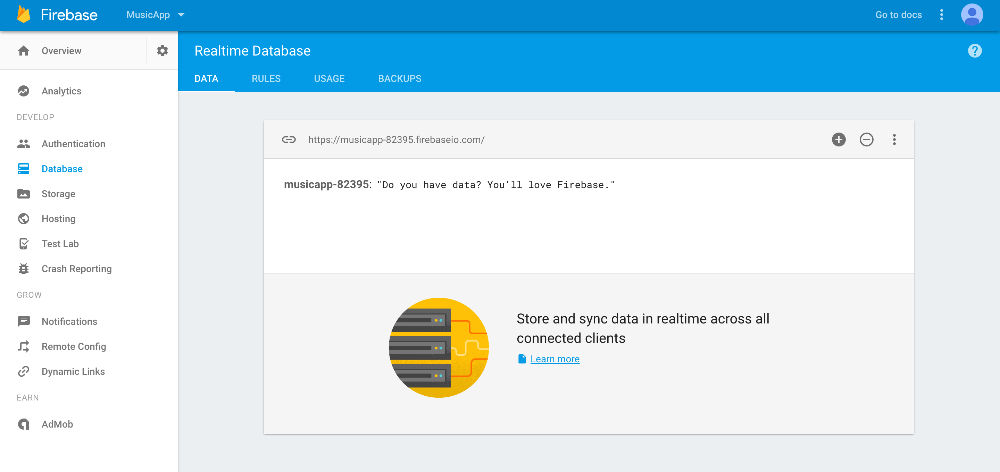 Firebase
MusicApp
Go to docs
Overview
Analytics
DEVELOP
Authentication
Database
Storage
Hosting
Test Lab
Crash Reporting
GROW
Notifications
Remote Config
Dynamic Links
EARN
AdMob
Realtime Database
?
DATA RULES USAGE BACKUPS
https://musicapp-82395.firebaseio.com/
musicapp-82395: "Do you have data? You'll love Firebase."
Store and sync data in realtime across all
connected clients
Learn more